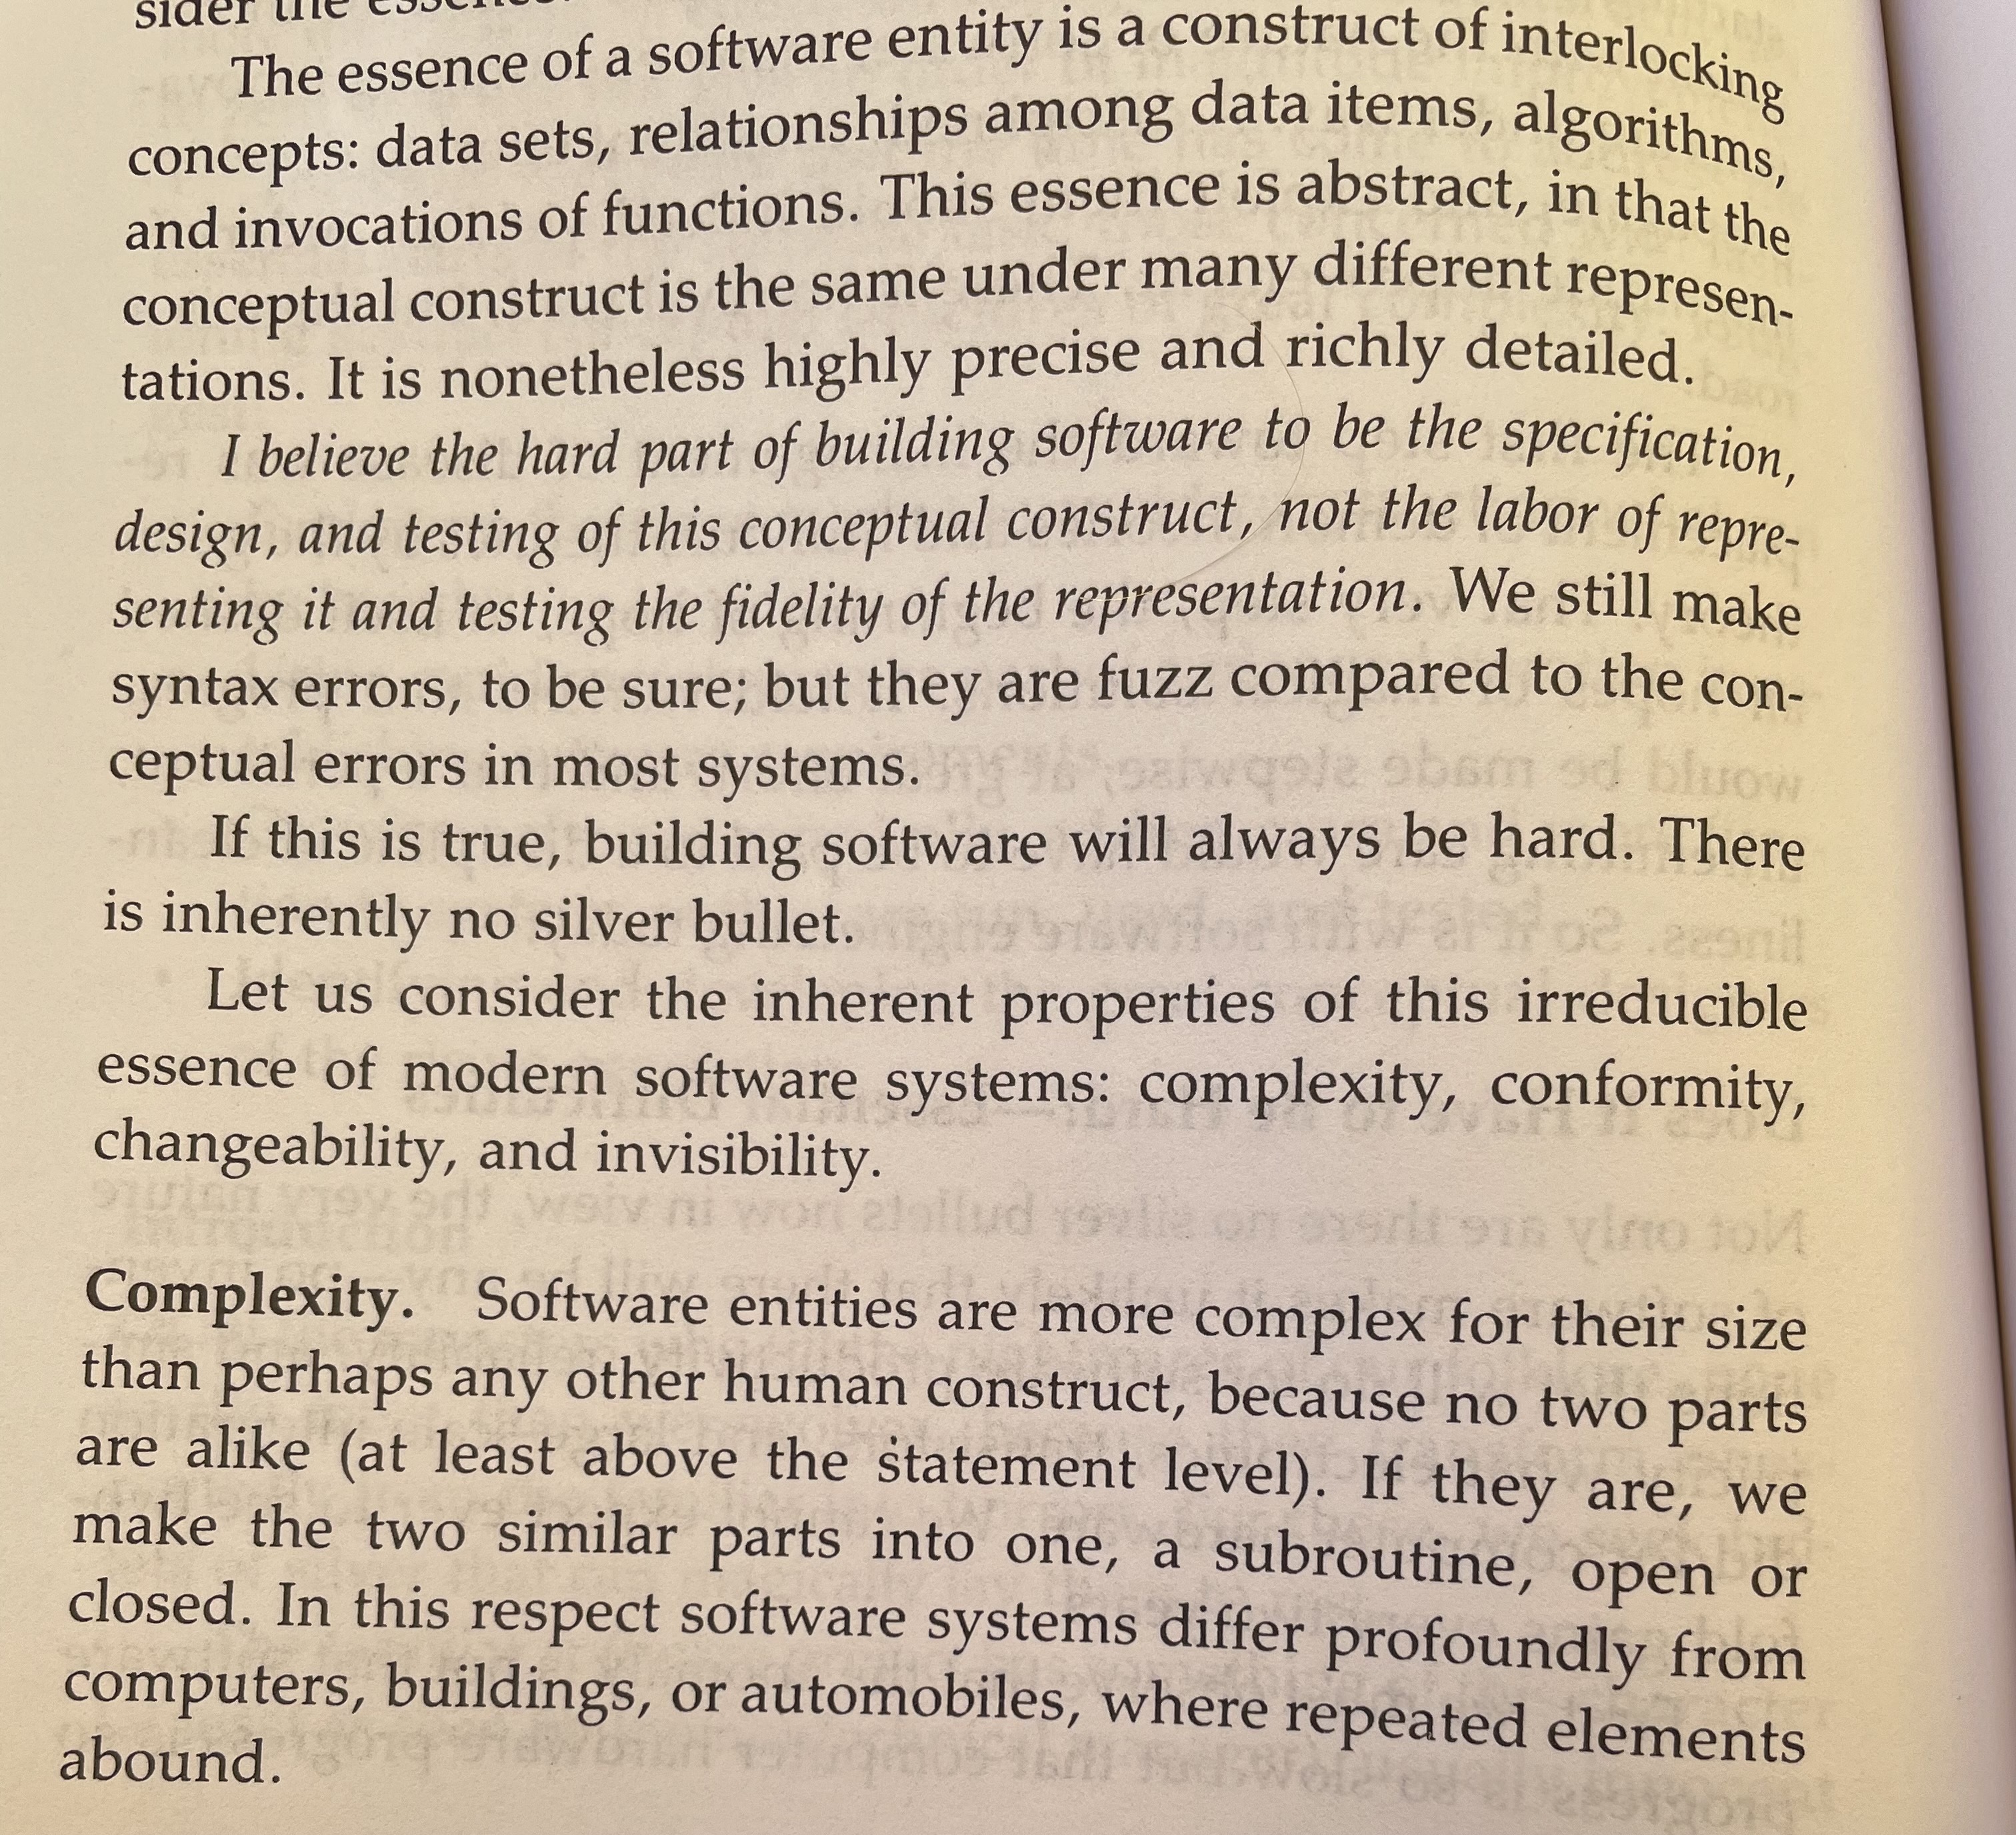 sider the essence.
The essence of a software entity is a construct of interlocking
concepts: data sets, relationships among data items, algorithms,
and invocations of functions. This essence is abstract, in that the
conceptual construct is the same under many different represen-
tations. It is nonetheless highly precise and richly detailed.
I believe the hard part of building software to be the specification,
design, and testing of this conceptual construct, not the labor of repre-
senting it and testing the fidelity of the representation. We still make
syntax errors, to be sure; but they are fuzz compared to the con-
ceptual errors in most systems.
If this is true, building software will always be hard. There
is inherently no silver bullet.
Let us consider the inherent properties of this irreducible
essence of modern software systems: complexity, conformity,
changeability, and invisibility.
Complexity. Software entities are more complex for their size
than perhaps any other human construct, because no two parts
are alike (at least above the statement level). If they are, we
make the two similar parts into one, a subroutine, open or
closed. In this respect software systems differ profoundly from
computers, buildings, or automobiles, where repeated elements
abound.